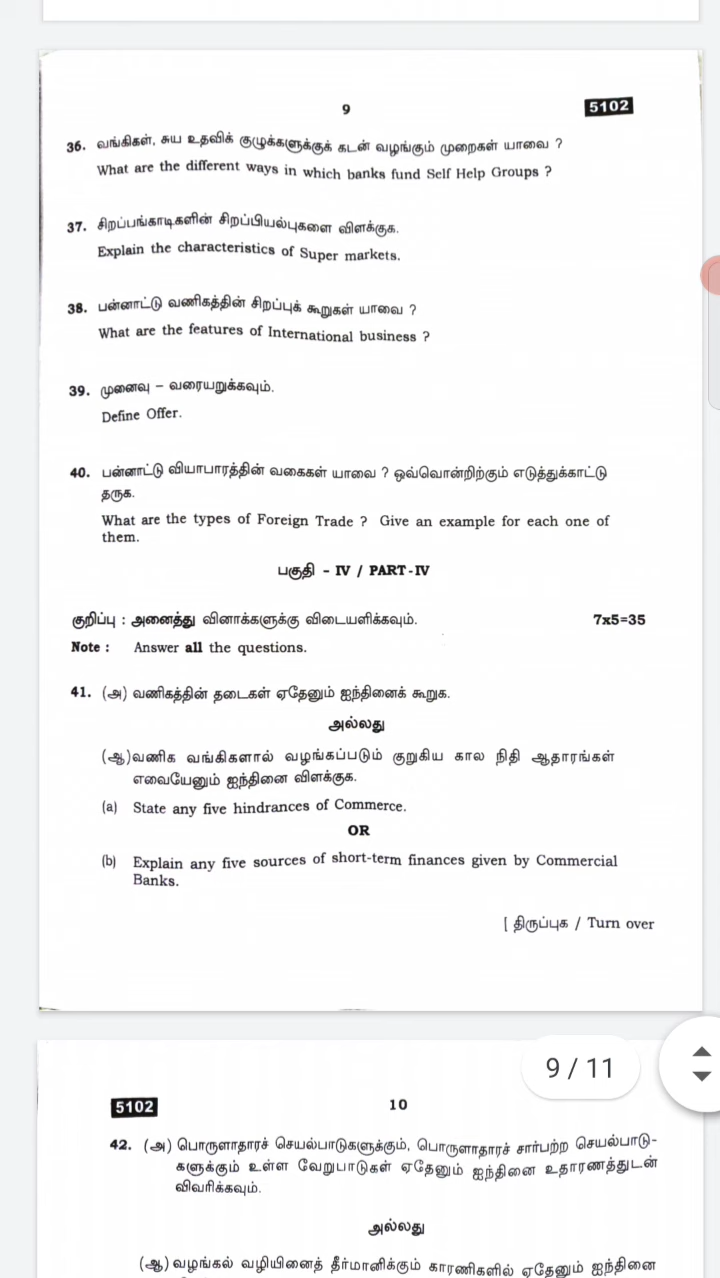 9
5102
36. வங்கிகள், சுய உதவிக் குழுக்களுக்குக் கடன் வழங்கும் முறைகள் யாவை ?
What are the different ways in which banks fund Self Help Groups ?
37. சிறப்பங்காடிகளின் சிறப்பியல்புகளை விளக்குக.
Explain the characteristics of Super markets.
38. பன்னாட்டு வணிகத்தின் சிறப்புக் கூறுகள் யாவை ?
What are the features of International business ?
39. முனைவு – வரையறுக்கவும்.
Define Offer.
40. பன்னாட்டு வியாபாரத்தின் வகைகள் யாவை ? ஒவ்வொன்றிற்கும் எடுத்துக்காட்டு
தருக.
What are the types of Foreign Trade ? Give an example for each one of
them.
பகுதி - IV / PART-IV
குறிப்பு : அனைத்து வினாக்களுக்கு விடையளிக்கவும். 7x5=35
Note : Answer all the questions.
41. (அ) வணிகத்தின் தடைகள் ஏதேனும் ஐந்தினைக் கூறுக.
அல்லது
(ஆ)வணிக வங்கிகளால் வழங்கப்படும் குறுகிய கால நிதி ஆதாரங்கள்
எவையேனும் ஐந்தினை விளக்குக.
(a) State any five hindrances of Commerce.
OR
(b) Explain any five sources of short-term finances given by Commercial
Banks.
[ திருப்புக / Turn over
9 / 11
5102
10
42. (அ) பொருளாதாரச் செயல்பாடுகளுக்கும், பொருளாதாரச் சார்பற்ற செயல்பாடு-
களுக்கும் உள்ள வேறுபாடுகள் ஏதேனும் ஐந்தினை உதாரணத்துடன்
விவரிக்கவும்.
அல்லது
(ஆ) வழங்கல் வழியினைத் தீர்மானிக்கும் காரணிகளில் ஏதேனும் ஐந்தினை